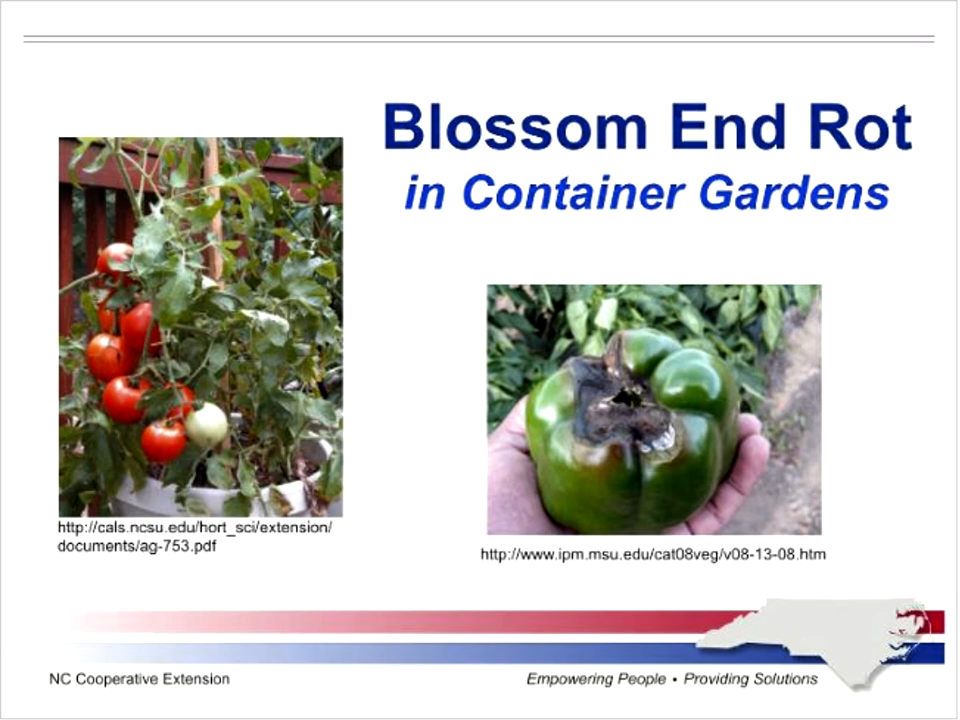 Blossom End Rot
in Container Gardens
http://cals.ncsu.edu/hort_sci/extension/
documents/ag-753.pdf
http://www.ipm.msu.edu/cat08veg/v08-13-08.htm
NC Cooperative Extension
Empowering People • Providing Solutions